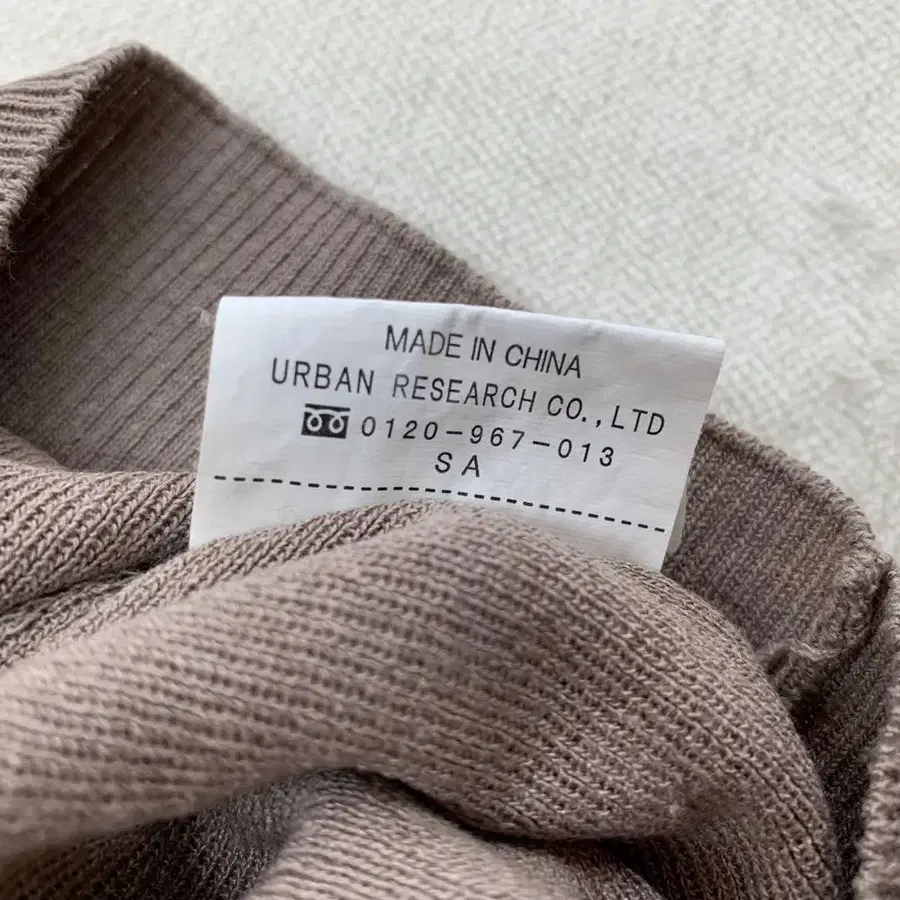 MADE IN CHINA
URBAN RESEARCH CO., LTD
0120-967-013
SA